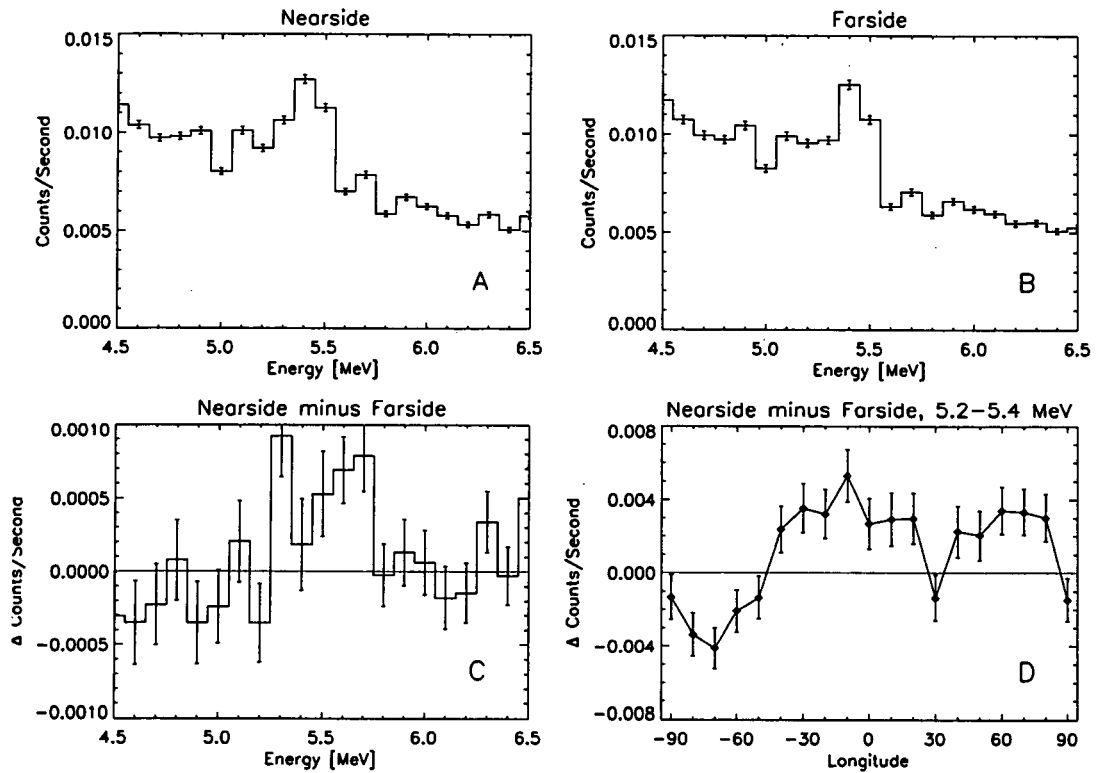 Nearside
0.015
0.010
0.005
0.000
Counts/Second
4.5 5.0 5.5 6.0 6.5
Energy [MeV]
A
Farside
0.015
0.010
0.005
0.000
Counts/Second
4.5 5.0 5.5 6.0 6.5
Energy [MeV]
B
Nearside minus Farside
0.0010
0.0005
0.0000
-0.0005
-0.0010
Δ Counts/Second
4.5 5.0 5.5 6.0 6.5
Energy [MeV]
C
Nearside minus Farside, 5.2-5.4 MeV
0.008
0.004
0.000
-0.004
-0.008
Δ Counts/Second
-90 -60 -30 0 30 60 90
Longitude
D